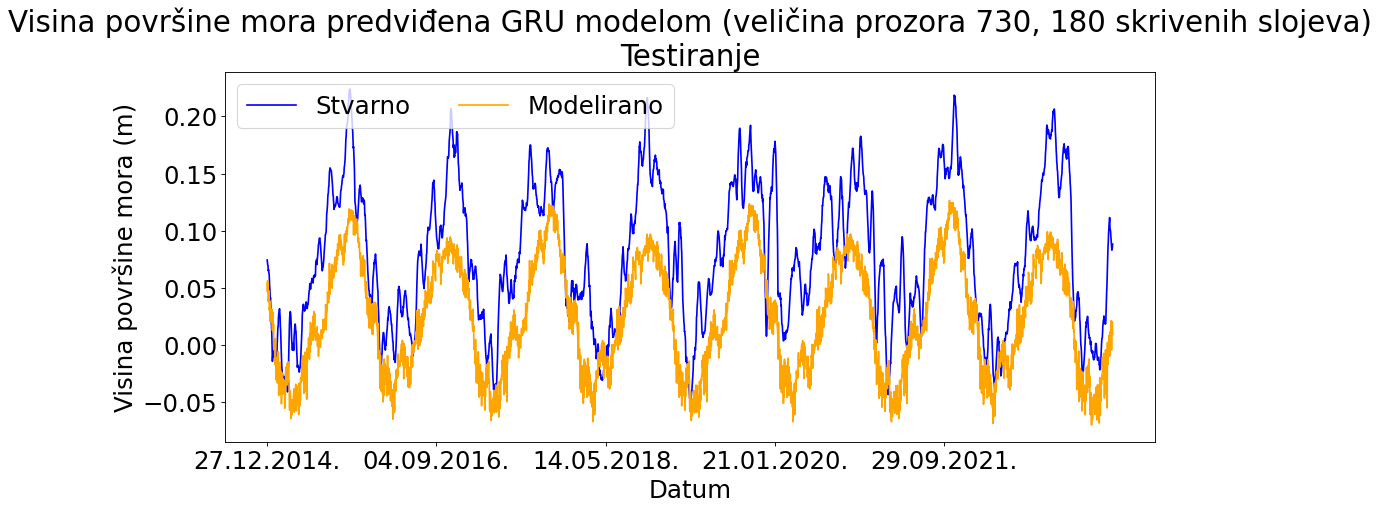 Visina površine mora predviđena GRU modelom (veličina prozora 730, 180 skrivenih slojeva)
Testiranje
Stvarno
Modelirano
Visina površine mora (m)
0.20
0.15
0.10
0.05
0.00
−0.05
27.12.2014.
04.09.2016.
14.05.2018.
21.01.2020.
29.09.2021.
Datum